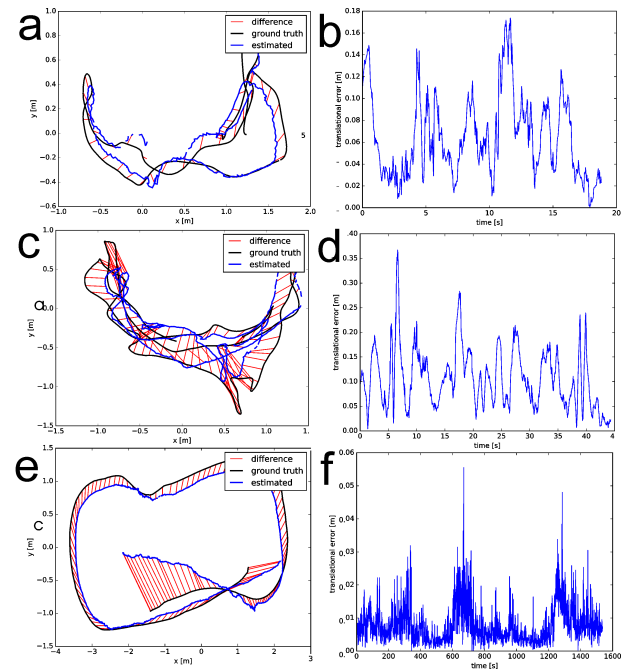 a
1.0
0.8
0.6
0.4
0.2
0.0
−0.2
−0.4
−0.6
y [m]
−1.0 −0.5 0.0 0.5 1.0 1.5 2.0
x [m]
difference
ground truth
estimated
5
b
0.18
0.16
0.14
0.12
0.10
0.08
0.06
0.04
0.02
0.00
translational error [m]
0 5 10 15 20
time [s]
c
1.0
0.5
0.0
−0.5
−1.0
−1.5
y [m]
−1.5 −1.0 −0.5 0.0 0.5 1.0 1.
x [m]
difference
ground truth
estimated
d
0.40
0.35
0.30
0.25
0.20
0.15
0.10
0.05
0.00
translational error [m]
0 5 10 15 20 25 30 35 40 4
time [s]
e
1.5
1.0
0.5
0.0
−0.5
−1.0
−1.5
y [m]
−4 −3 −2 −1 0 1 2 3
x [m]
difference
ground truth
estimated
f
0.06
0.05
0.04
0.03
0.02
0.01
0.00
translational error [m]
0 200 400 600 800 1000 1200 1400 1600
time [s]